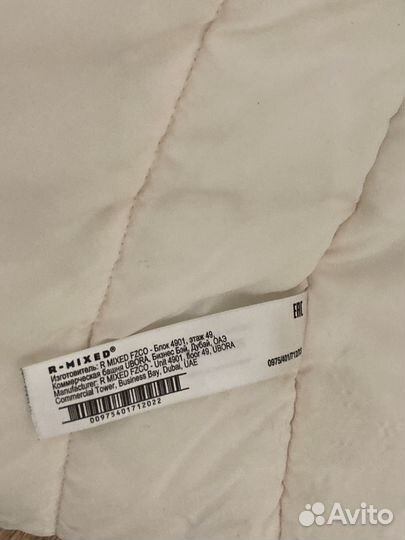 R-MIXED®
Изготовитель: R MIXED FZCO - Блок 4901, этаж 49,
Коммерческая башня UBORA, Бизнес Бэй, Дубай, ОАЭ
Manufacturer: R MIXED FZCO - Unit 4901, floor 49, UBORA
Commercial Tower, Business Bay, Dubai, UAE
00975401712022
EAC
Avito